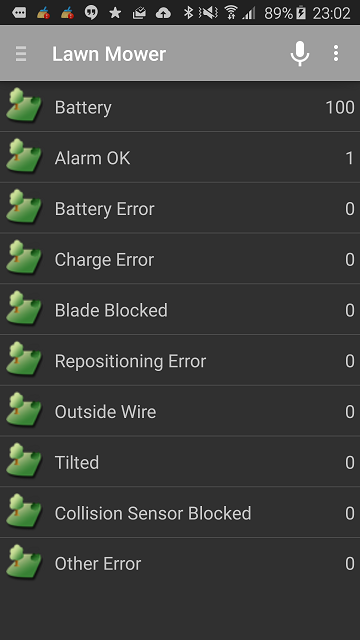 89% 23:02
Lawn Mower
Battery 100
Alarm OK 1
Battery Error 0
Charge Error 0
Blade Blocked 0
Repositioning Error 0
Outside Wire 0
Tilted 0
Collision Sensor Blocked 0
Other Error 0